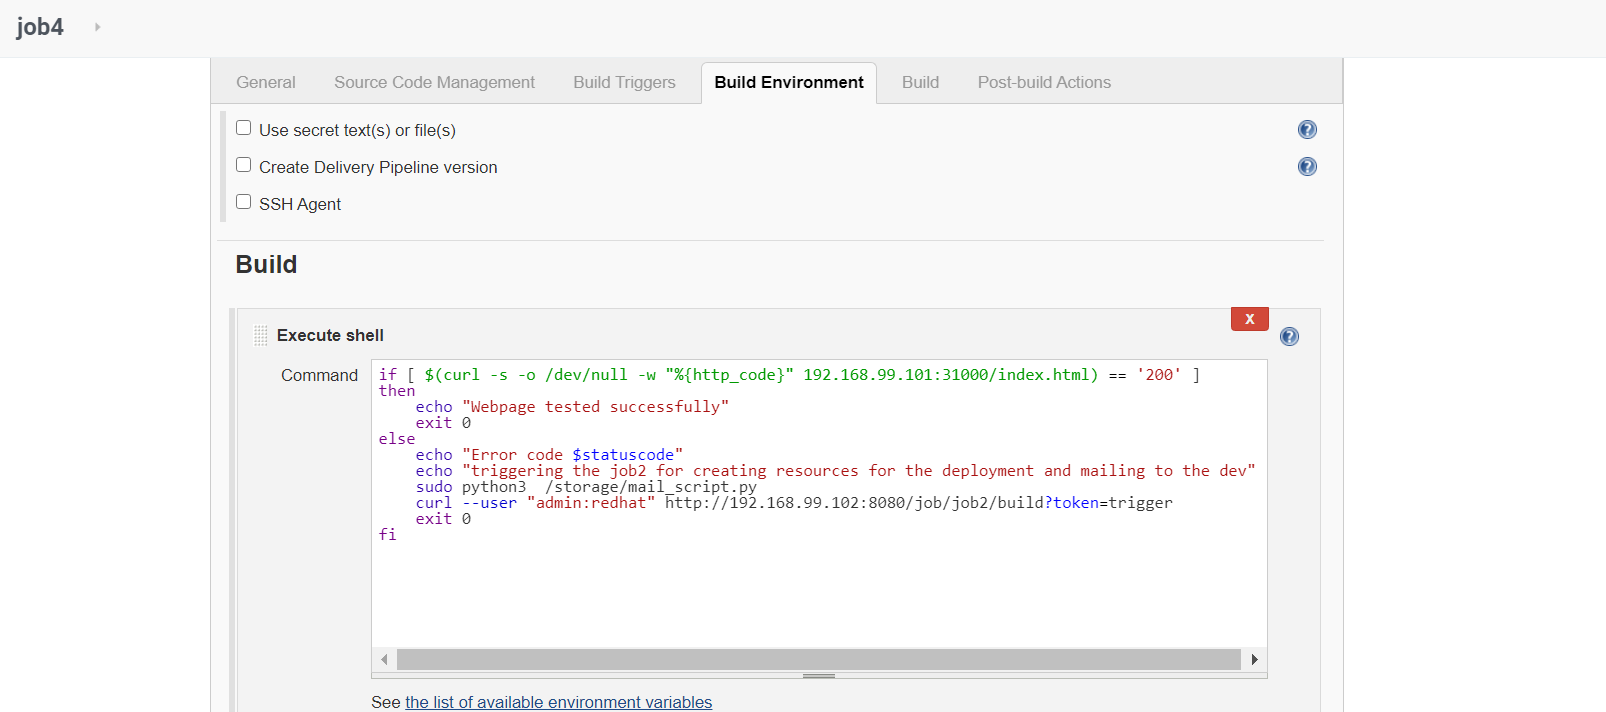 job4
General Source Code Management Build Triggers Build Environment Build Post-build Actions
Use secret text(s) or file(s)
Create Delivery Pipeline version
SSH Agent
Build
X
Execute shell
Command
if [ $(curl -s -o /dev/null -w "%{http_code}" 192.168.99.101:31000/index.html) == '200' ]
then
    echo "Webpage tested successfully"
    exit 0
else
    echo "Error code $statuscode"
    echo "triggering the job2 for creating resources for the deployment and mailing to the dev"
    sudo python3  /storage/mail_script.py
    curl --user "admin:redhat" http://192.168.99.102:8080/job/job2/build?token=trigger
    exit 0
fi
See the list of available environment variables